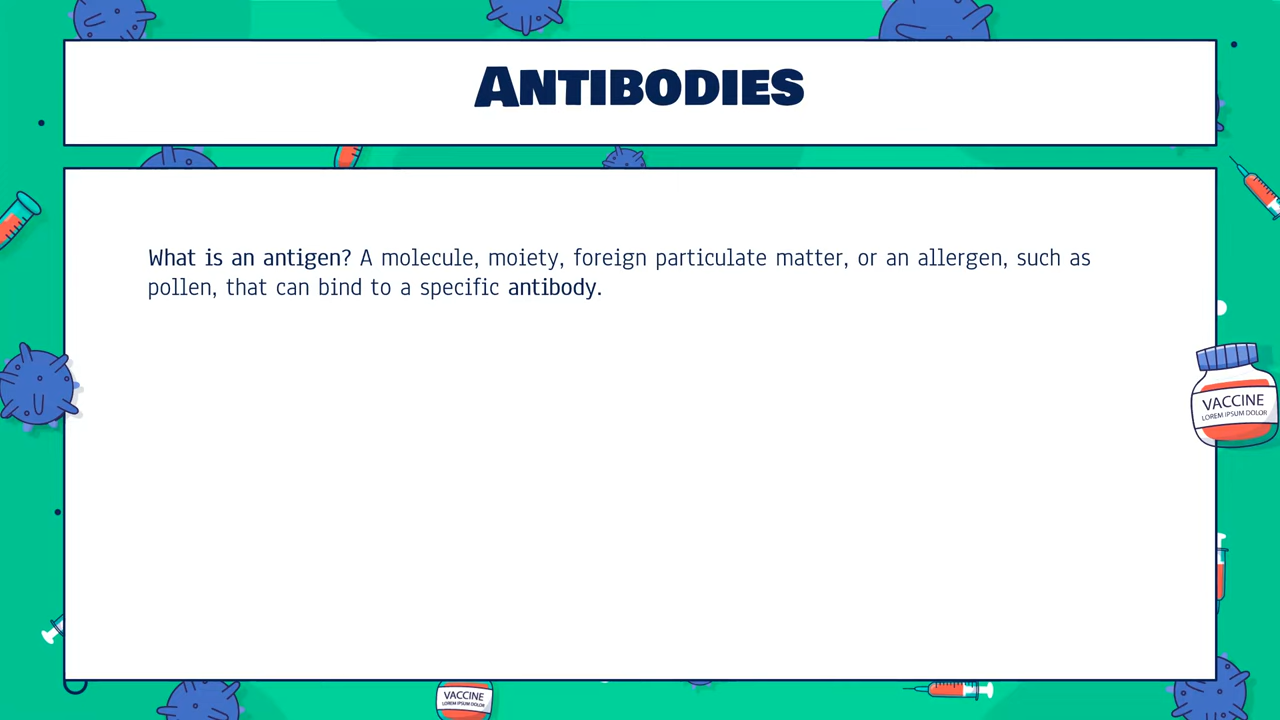 ANTIBODIES
What is an antigen? A molecule, moiety, foreign particulate matter, or an allergen, such as
pollen, that can bind to a specific antibody.
VACCINE
LOREM IPSUM DOLOR
VACCINE
LOREM IPSUM DOLOR